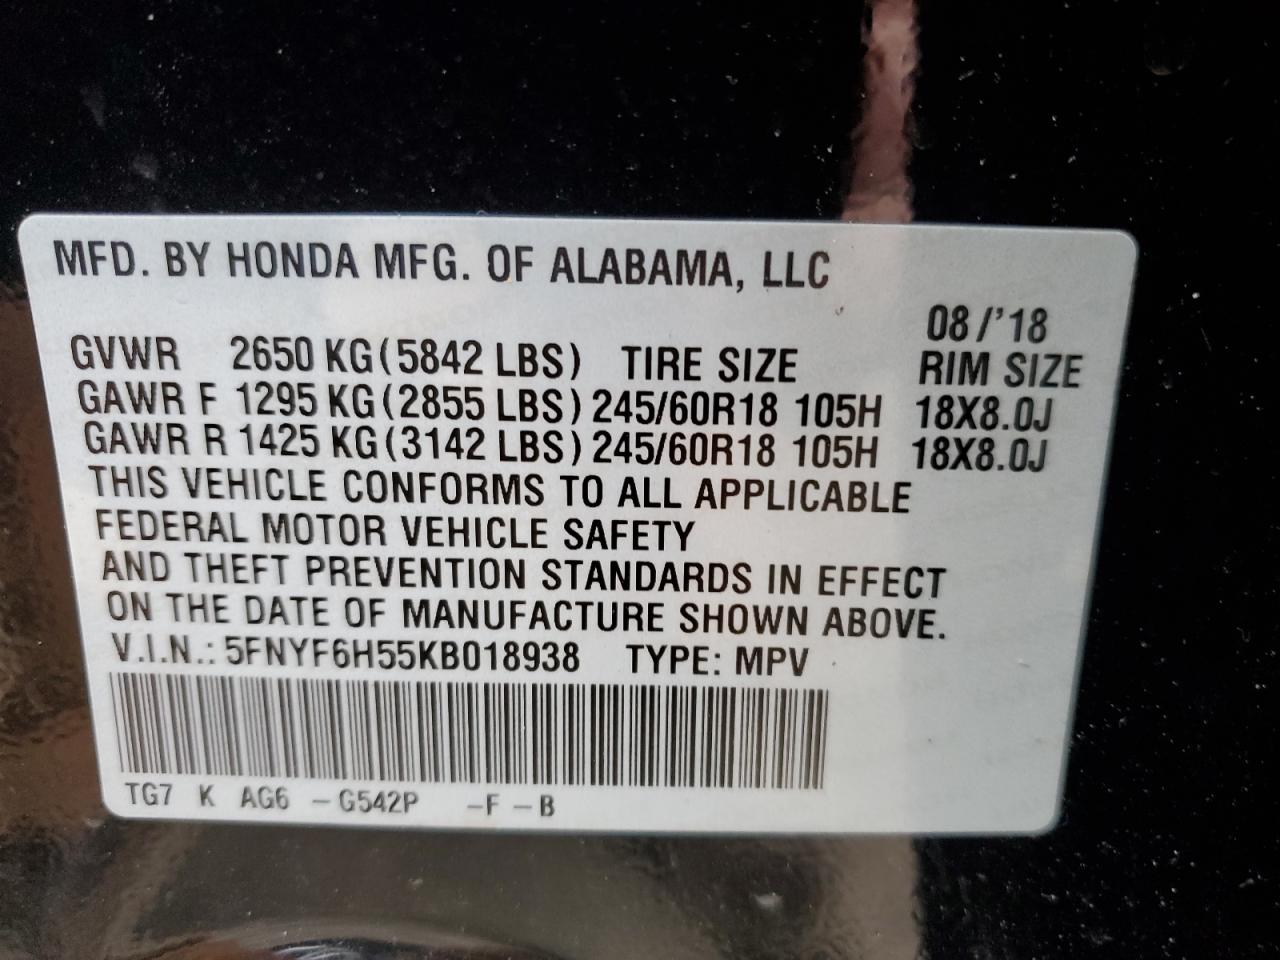 MFD. BY HONDA MFG. OF ALABAMA, LLC
08/'18
GVWR 2650 KG(5842 LBS) TIRE SIZE RIM SIZE
GAWR F 1295 KG(2855 LBS) 245/60R18 105H 18X8.0J
GAWR R 1425 KG(3142 LBS) 245/60R18 105H 18X8.0J
THIS VEHICLE CONFORMS TO ALL APPLICABLE
FEDERAL MOTOR VEHICLE SAFETY
AND THEFT PREVENTION STANDARDS IN EFFECT
ON THE DATE OF MANUFACTURE SHOWN ABOVE.
V.I.N.: 5FNYF6H55KB018938 TYPE: MPV
TG7 K AG6 -G542P -F-B